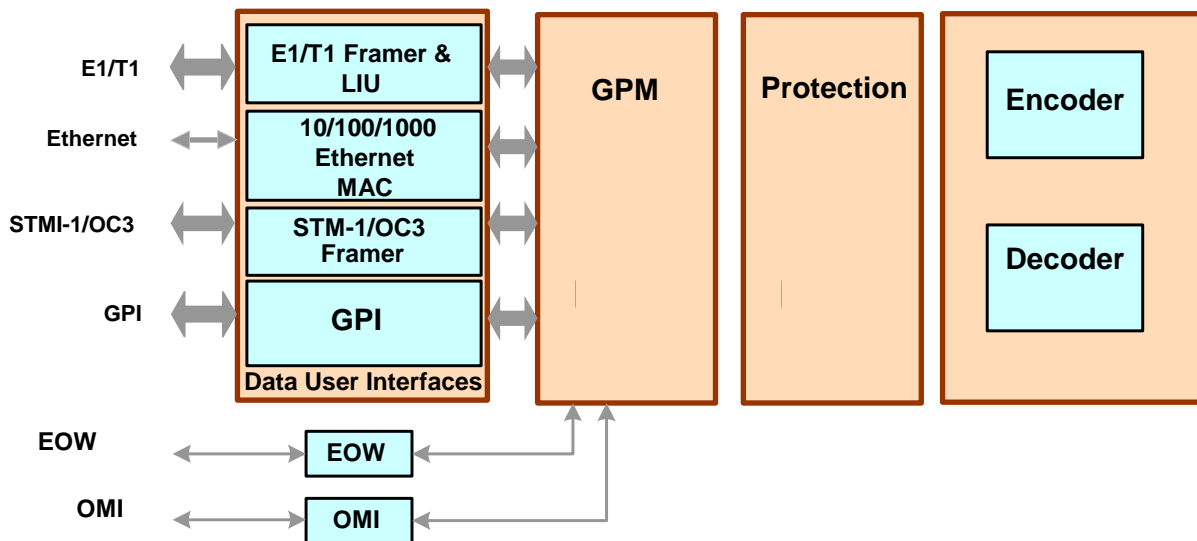 E1/T1
Ethernet
STMI-1/OC3
GPI
EOW
OMI
E1/T1 Framer &
LIU
10/100/1000
Ethernet
MAC
STM-1/OC3
Framer
GPI
Data User Interfaces
EOW
OMI
GPM
Protection
Encoder
Decoder